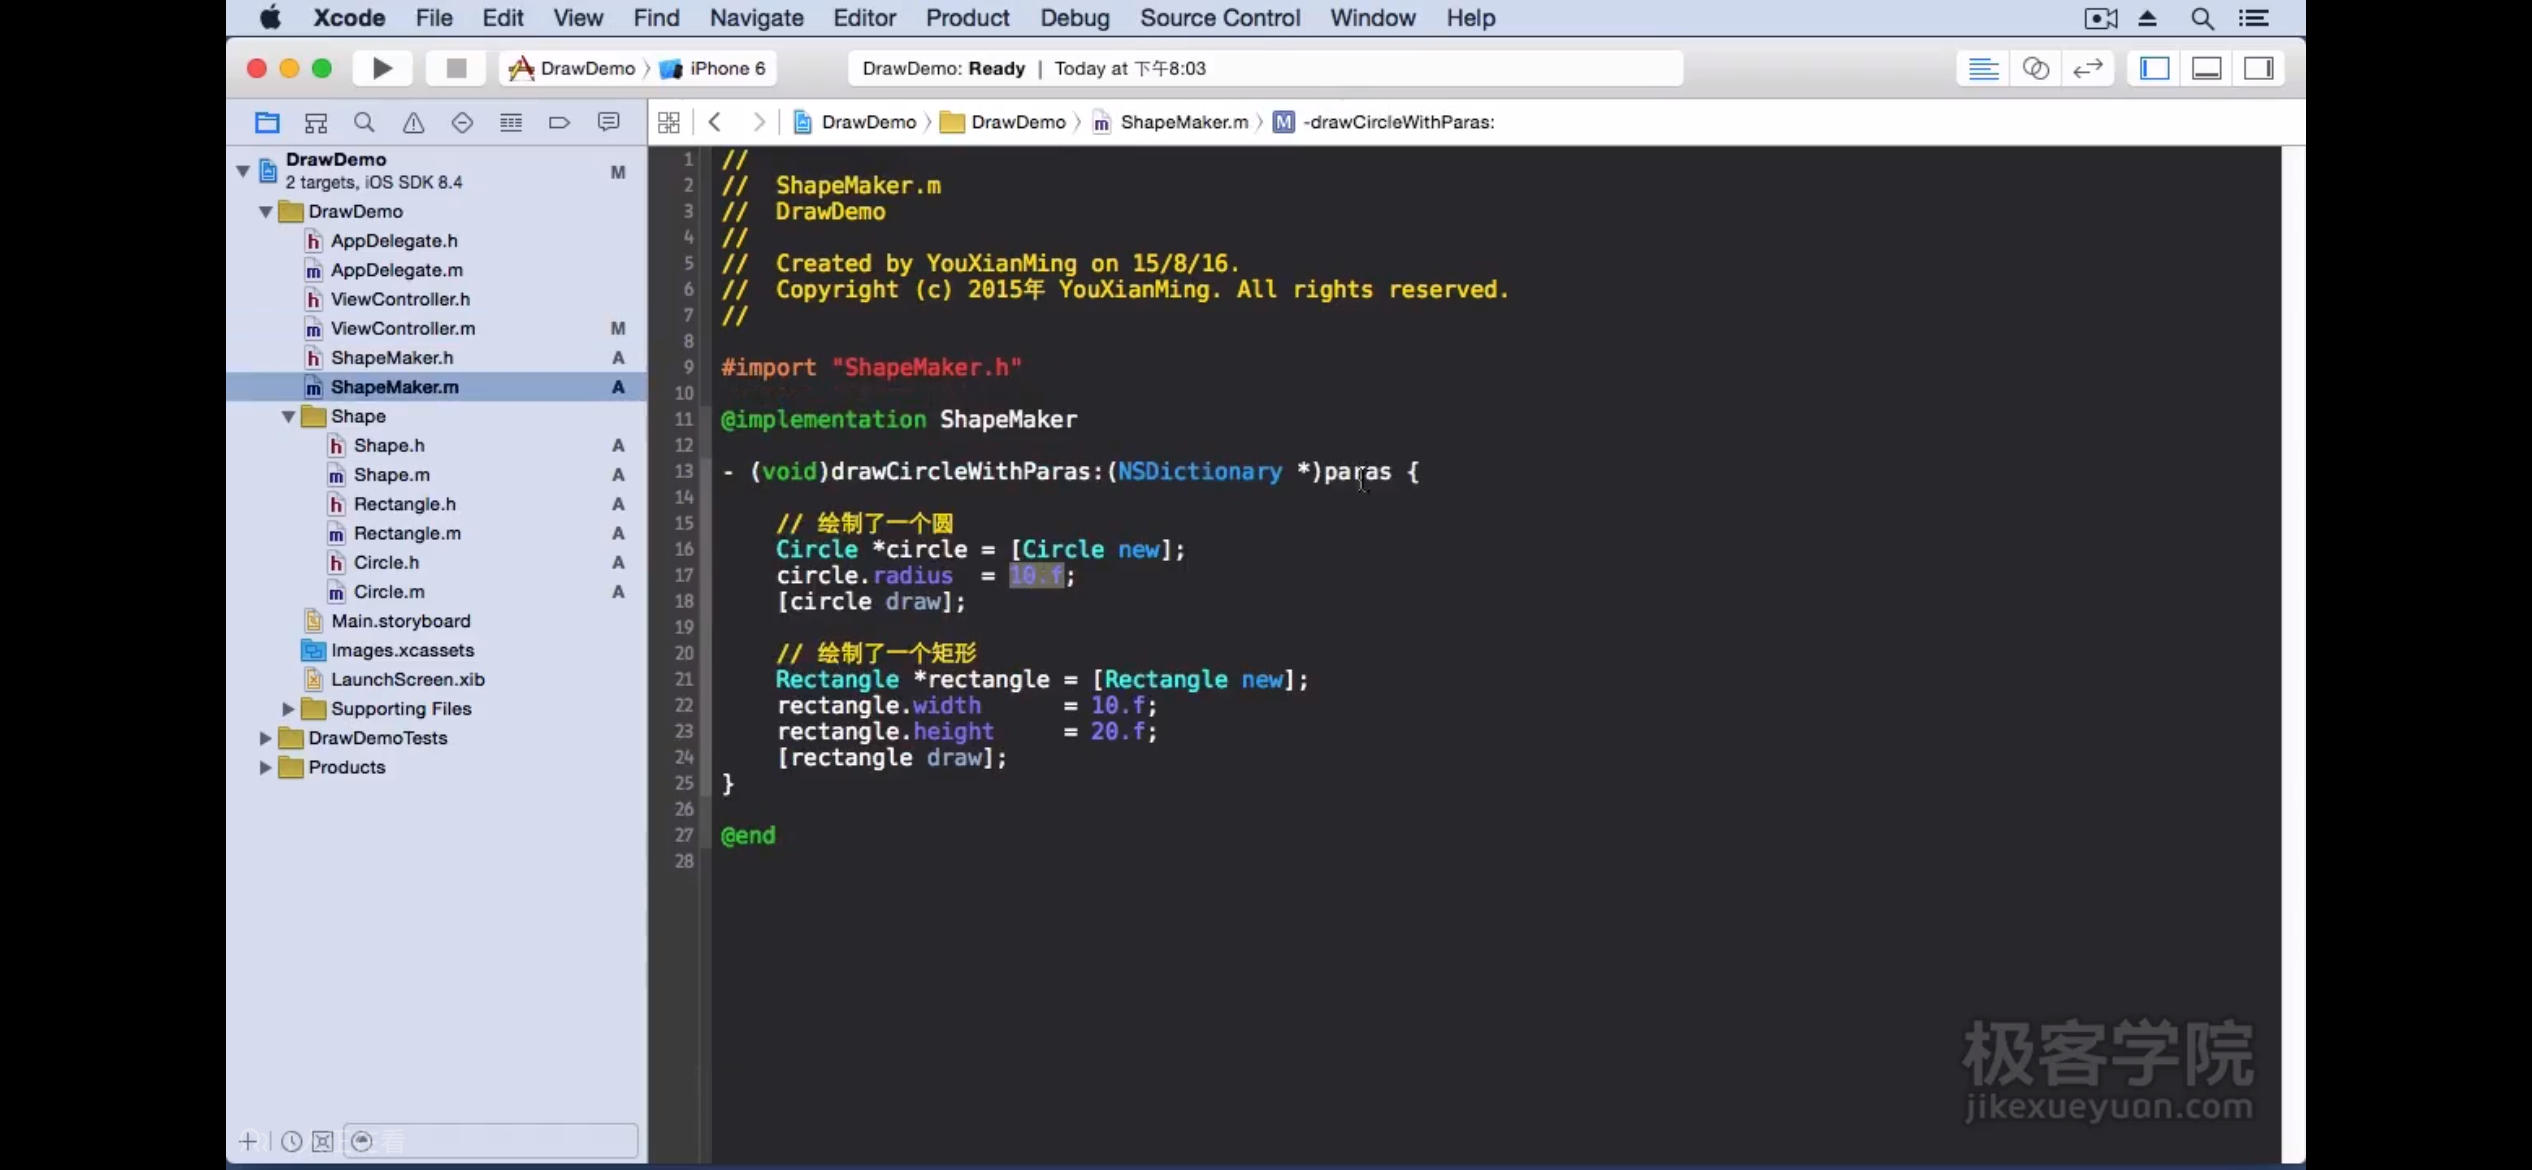 Xcode File Edit View Find Navigate Editor Product Debug Source Control Window Help
DrawDemo iPhone 6
DrawDemo: Ready | Today at 下午8:03
DrawDemo DrawDemo ShapeMaker.m M -drawCircleWithParas:
DrawDemo
2 targets, iOS SDK 8.4 M
DrawDemo
h AppDelegate.h
m AppDelegate.m
h ViewController.h
m ViewController.m M
h ShapeMaker.h A
m ShapeMaker.m A
Shape
h Shape.h A
m Shape.m A
h Rectangle.h A
m Rectangle.m A
h Circle.h A
m Circle.m A
Main.storyboard
Images.xcassets
LaunchScreen.xib
Supporting Files
DrawDemoTests
Products
1 //
2 //  ShapeMaker.m
3 //  DrawDemo
4 //
5 //  Created by YouXianMing on 15/8/16.
6 //  Copyright (c) 2015年 YouXianMing. All rights reserved.
7 //
8
9 #import "ShapeMaker.h"
10
11 @implementation ShapeMaker
12
13 - (void)drawCircleWithParas:(NSDictionary *)paras {
14
15     // 绘制了一个圆
16     Circle *circle = [Circle new];
17     circle.radius  = 10.f;
18     [circle draw];
19
20     // 绘制了一个矩形
21     Rectangle *rectangle = [Rectangle new];
22     rectangle.width      = 10.f;
23     rectangle.height     = 20.f;
24     [rectangle draw];
25 }
26
27 @end
28
极客学院
jikexueyuan.com